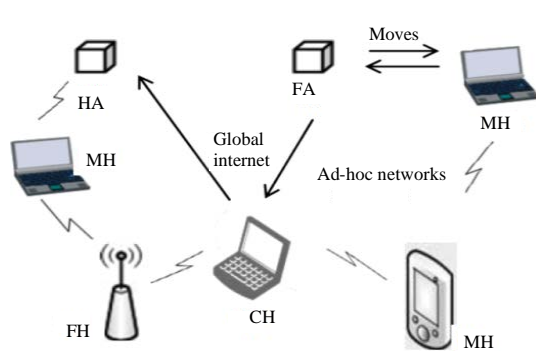 Moves
HA
FA
MH
MH
Global
internet
Ad-hoc networks
FH
CH
MH